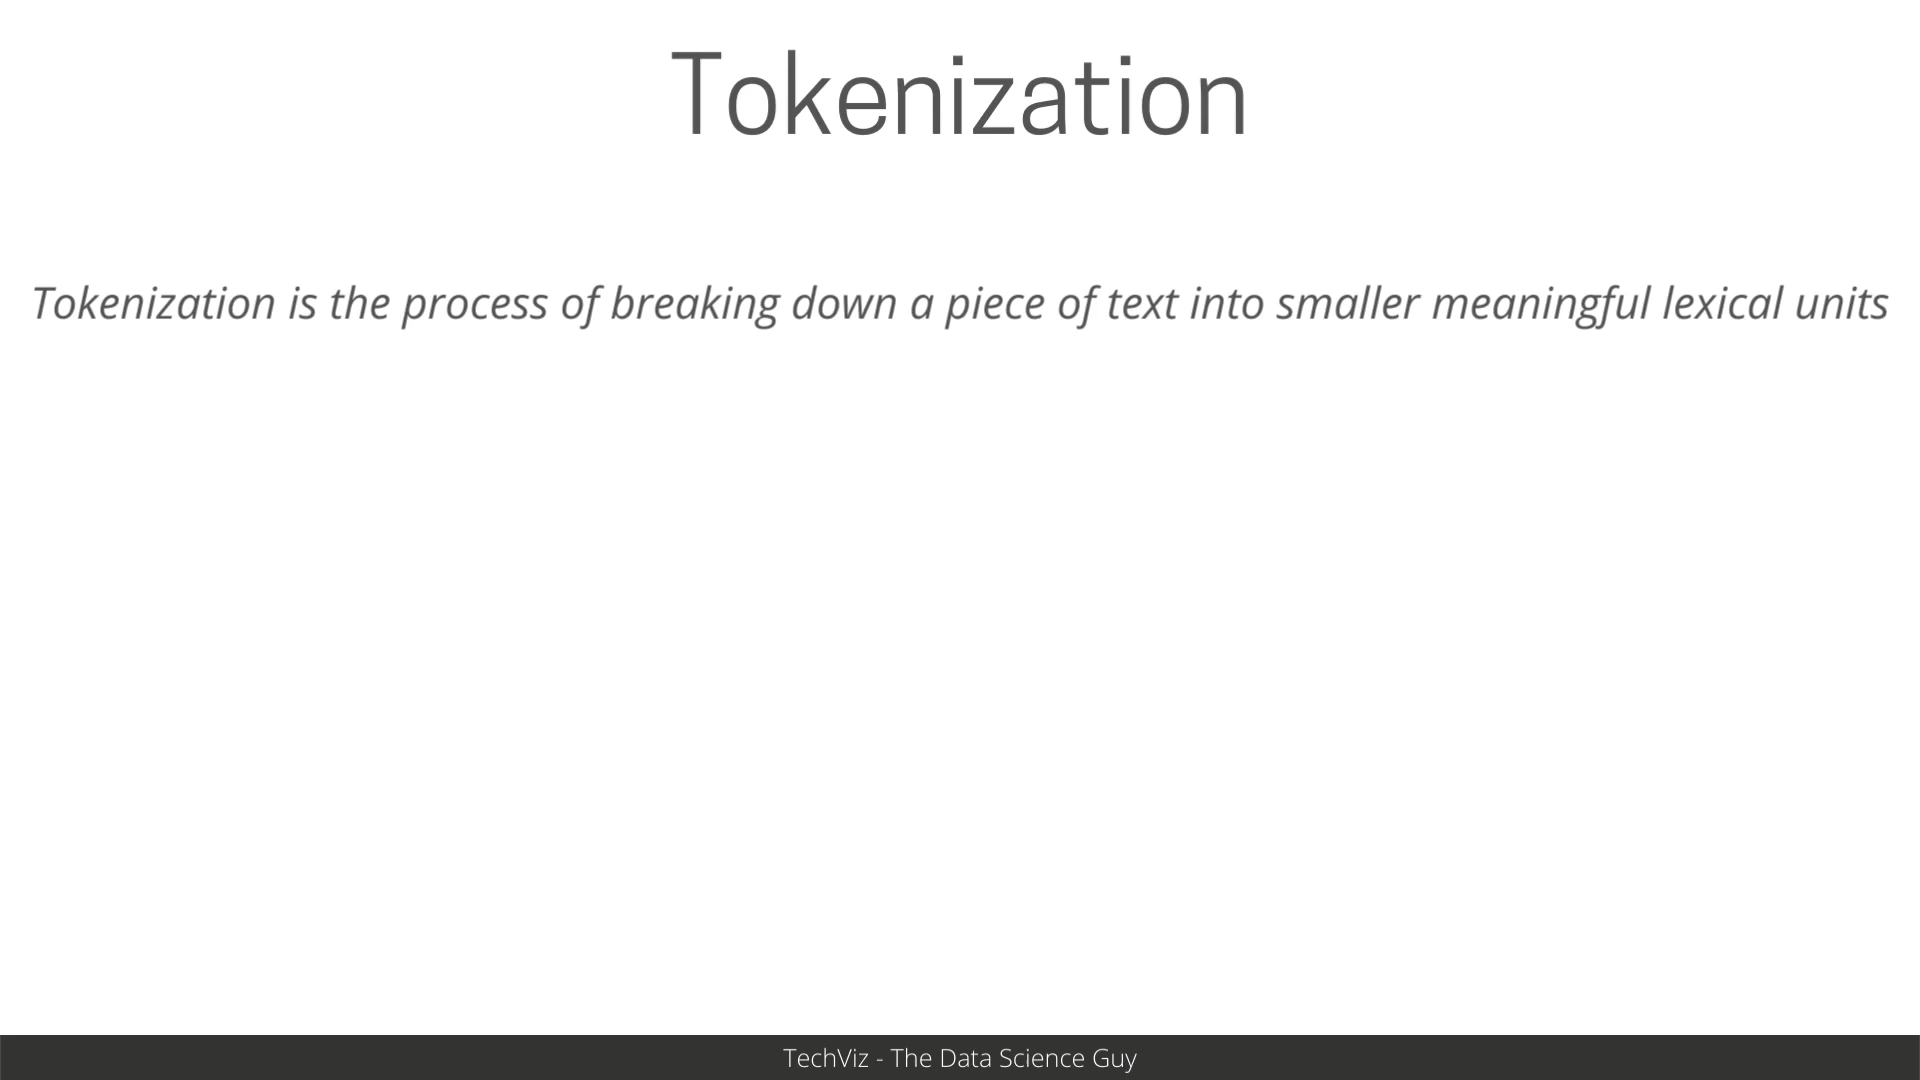 Tokenization
Tokenization is the process of breaking down a piece of text into smaller meaningful lexical units
TechViz - The Data Science Guy